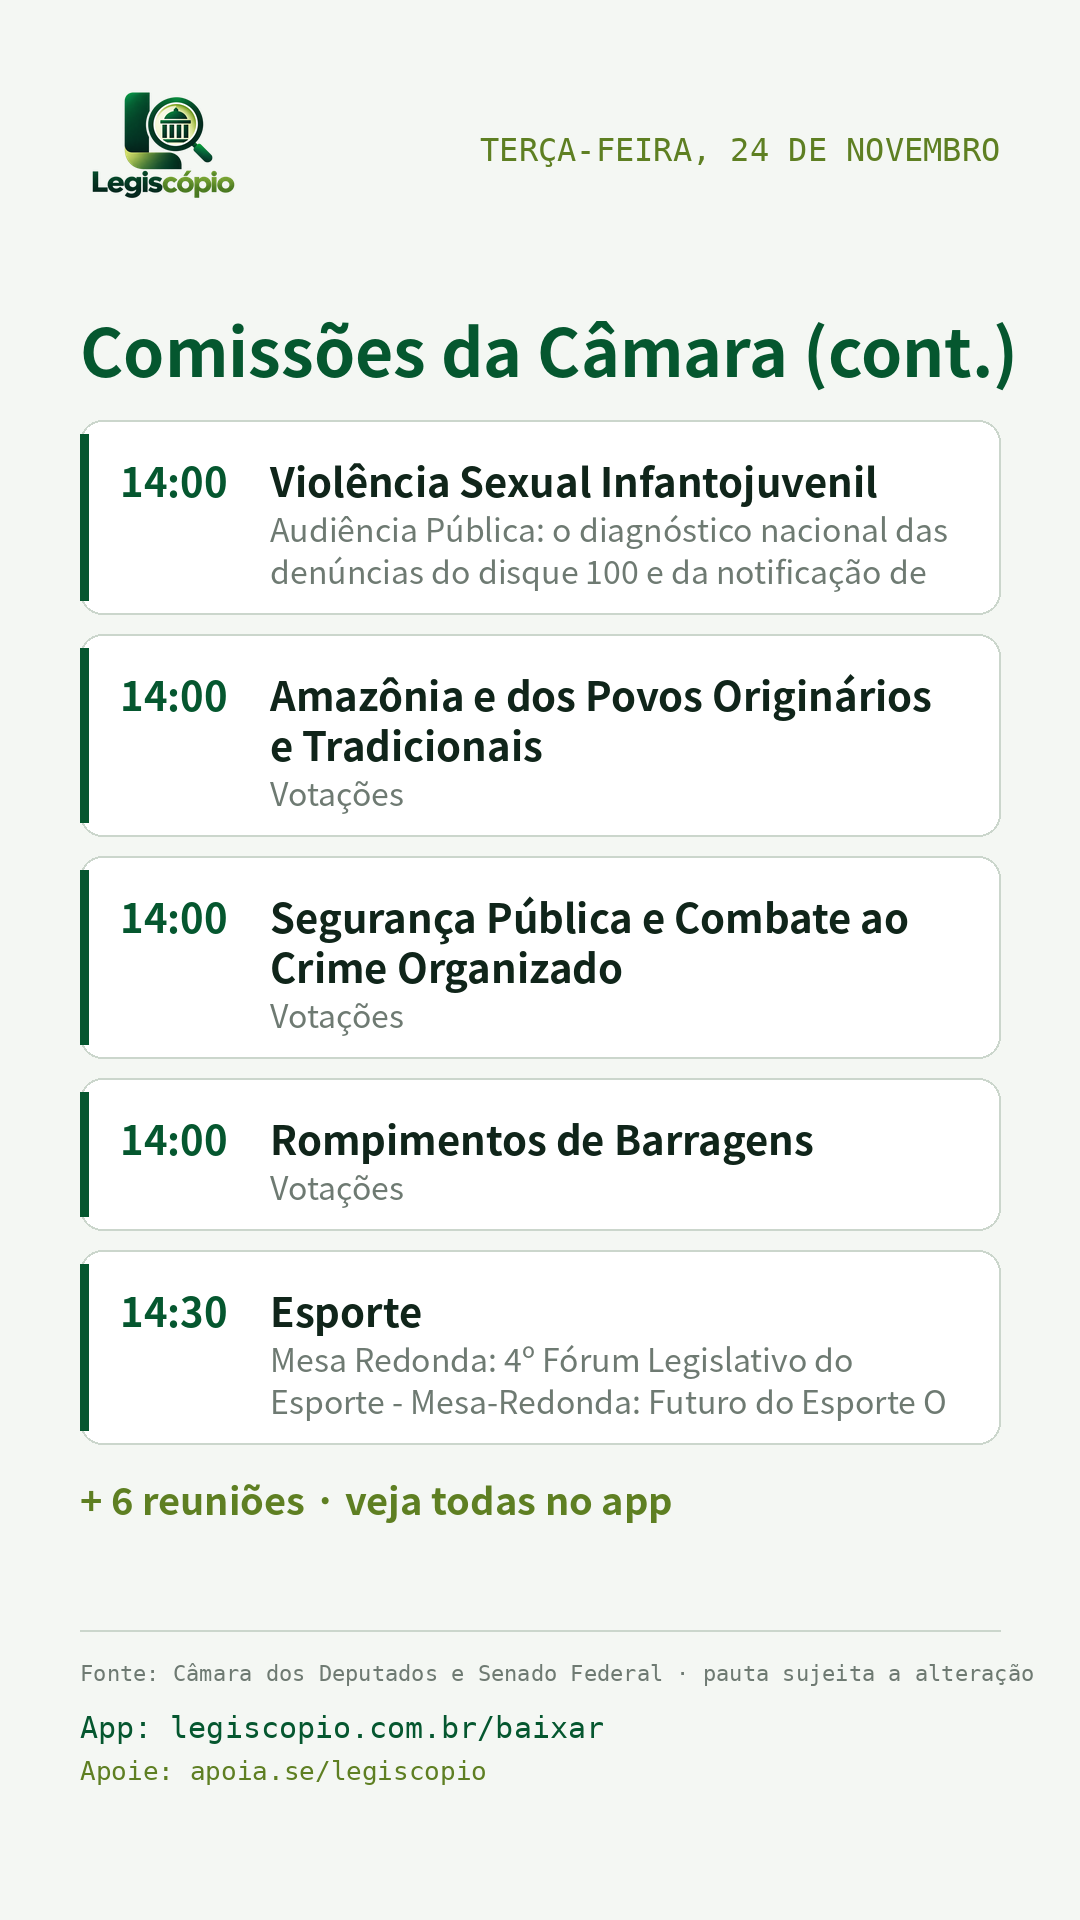 Legiscópio
TERÇA-FEIRA, 24 DE NOVEMBRO
Comissões da Câmara (cont.)
14:00 Violência Sexual Infantojuvenil
Audiência Pública: o diagnóstico nacional das
denúncias do disque 100 e da notificação de
14:00 Amazônia e dos Povos Originários
e Tradicionais
Votações
14:00 Segurança Pública e Combate ao
Crime Organizado
Votações
14:00 Rompimentos de Barragens
Votações
14:30 Esporte
Mesa Redonda: 4º Fórum Legislativo do
Esporte - Mesa-Redonda: Futuro do Esporte O
+ 6 reuniões · veja todas no app
Fonte: Câmara dos Deputados e Senado Federal · pauta sujeita a alteração
App: legiscopio.com.br/baixar
Apoie: apoia.se/legiscopio